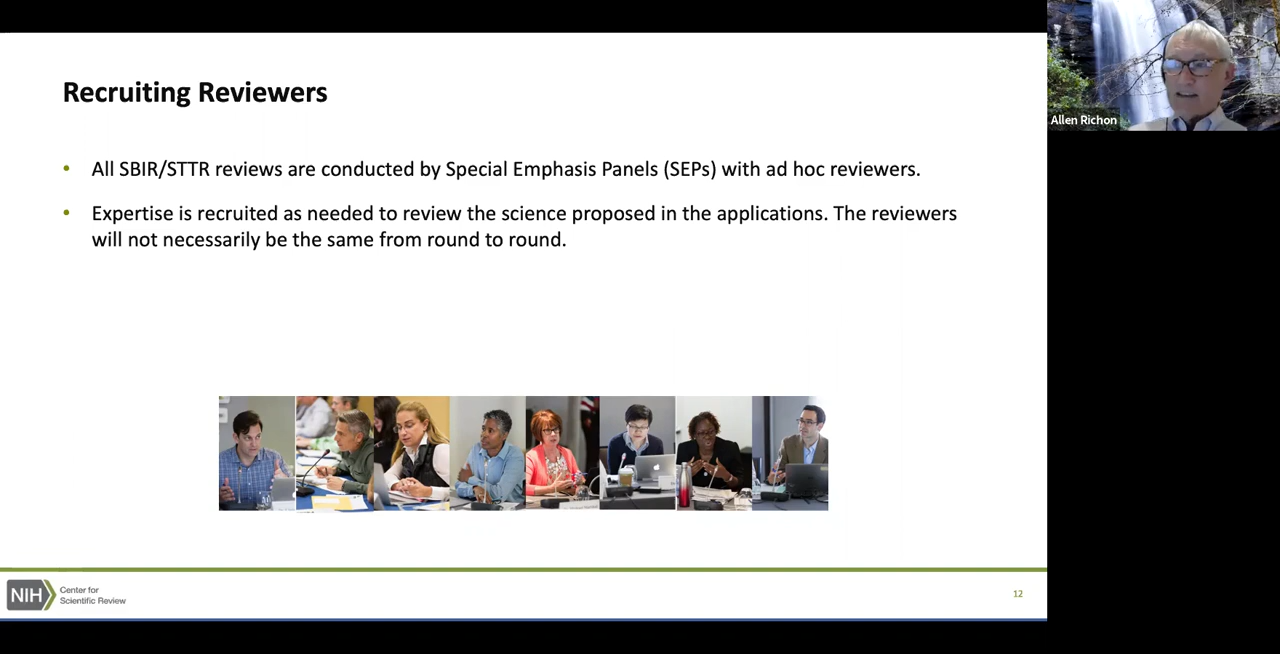 Recruiting Reviewers
Allen Richon
• All SBIR/STTR reviews are conducted by Special Emphasis Panels (SEPs) with ad hoc reviewers.
• Expertise is recruited as needed to review the science proposed in the applications. The reviewers
will not necessarily be the same from round to round.
NIH
Center for
Scientific Review
12